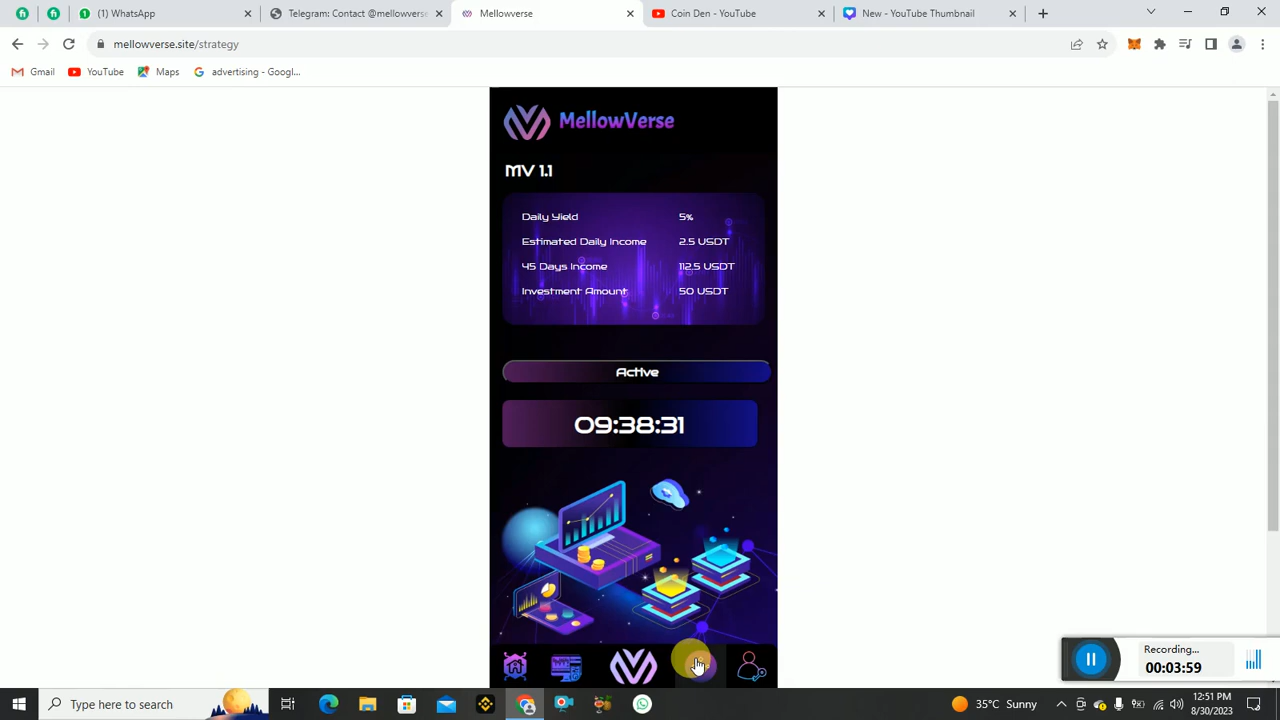 (1) WhatsApp
Telegram: Contact @mellowverse
Mellowverse
Coin Den - YouTube
New - YouTube Thumbnail
mellowverse.site/strategy
Gmail
YouTube
Maps
advertising - Googl...
MellowVerse
MV 1.1
Daily Yield 5%
Estimated Daily Income 2.5 USDT
45 Days Income 112.5 USDT
Investment Amount 50 USDT
Active
09:38:31
Recording...
00:03:59
Type here to search
35°C Sunny
12:51 PM
8/30/2023